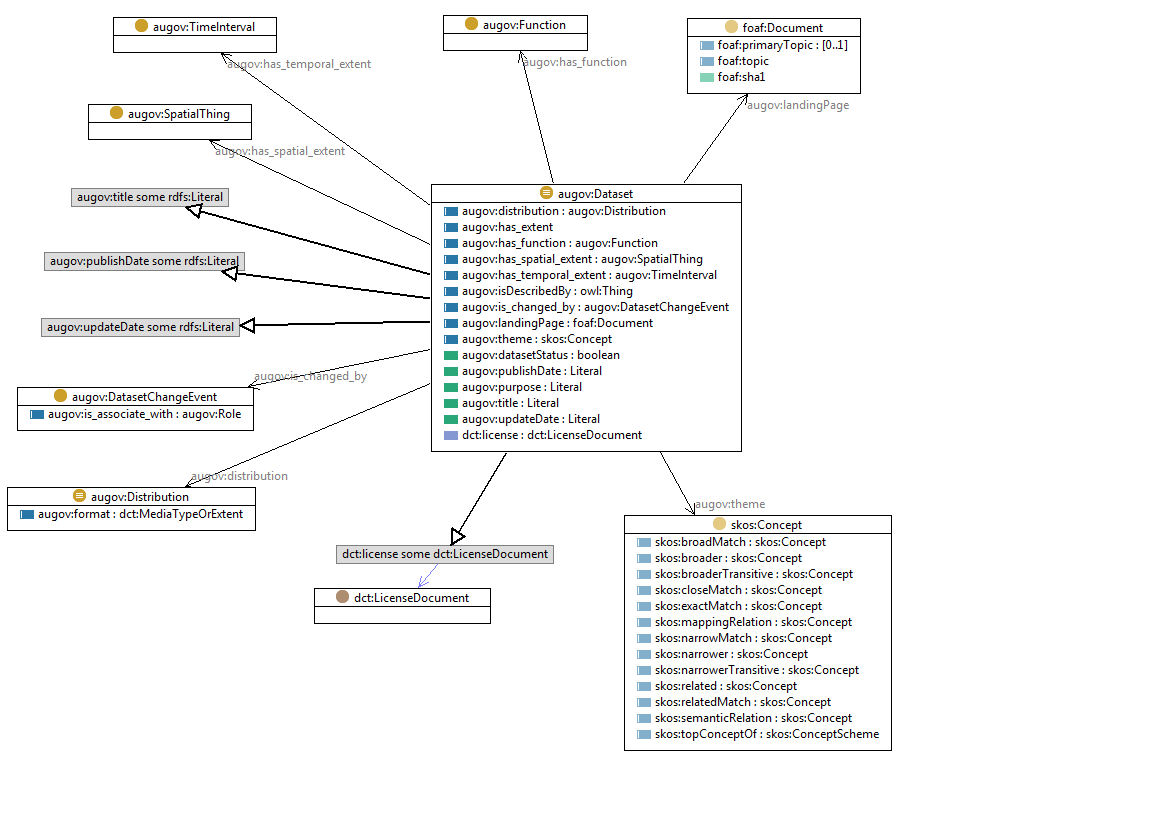 augov:TimeInterval
augov:Function
foaf:Document
foaf:primaryTopic : [0..1]
foaf:topic
foaf:sha1
augov:has_temporal_extent
augov:has_function
augov:landingPage
augov:SpatialThing
augov:has_spatial_extent
augov:title some rdfs:Literal
augov:publishDate some rdfs:Literal
augov:updateDate some rdfs:Literal
augov:Dataset
augov:distribution : augov:Distribution
augov:has_extent
augov:has_function : augov:Function
augov:has_spatial_extent : augov:SpatialThing
augov:has_temporal_extent : augov:TimeInterval
augov:isDescribedBy : owl:Thing
augov:is_changed_by : augov:DatasetChangeEvent
augov:landingPage : foaf:Document
augov:theme : skos:Concept
augov:datasetStatus : boolean
augov:publishDate : Literal
augov:purpose : Literal
augov:title : Literal
augov:updateDate : Literal
dct:license : dct:LicenseDocument
augov:is_changed_by
augov:DatasetChangeEvent
augov:is_associate_with : augov:Role
augov:distribution
augov:Distribution
augov:format : dct:MediaTypeOrExtent
dct:license some dct:LicenseDocument
dct:LicenseDocument
augov:theme
skos:Concept
skos:broadMatch : skos:Concept
skos:broader : skos:Concept
skos:broaderTransitive : skos:Concept
skos:closeMatch : skos:Concept
skos:exactMatch : skos:Concept
skos:mappingRelation : skos:Concept
skos:narrowMatch : skos:Concept
skos:narrower : skos:Concept
skos:narrowerTransitive : skos:Concept
skos:related : skos:Concept
skos:relatedMatch : skos:Concept
skos:semanticRelation : skos:Concept
skos:topConceptOf : skos:ConceptScheme